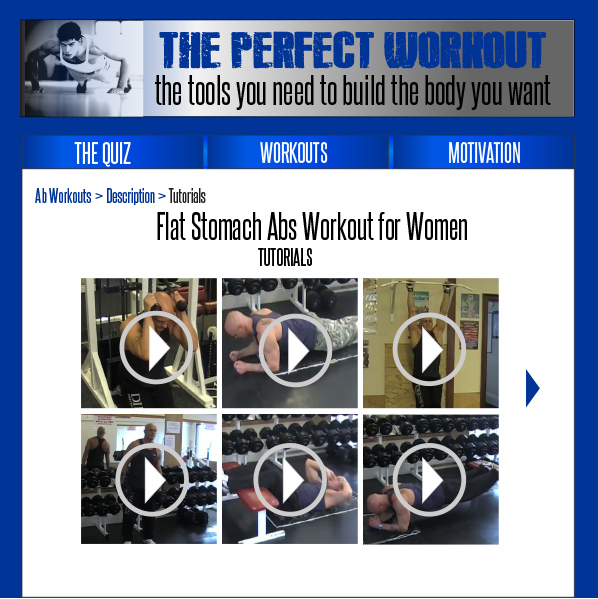 THE PERFECT WORKOUT
the tools you need to build the body you want
THE QUIZ
WORKOUTS
MOTIVATION
Ab Workouts > Description > Tutorials
Flat Stomach Abs Workout for Women
TUTORIALS